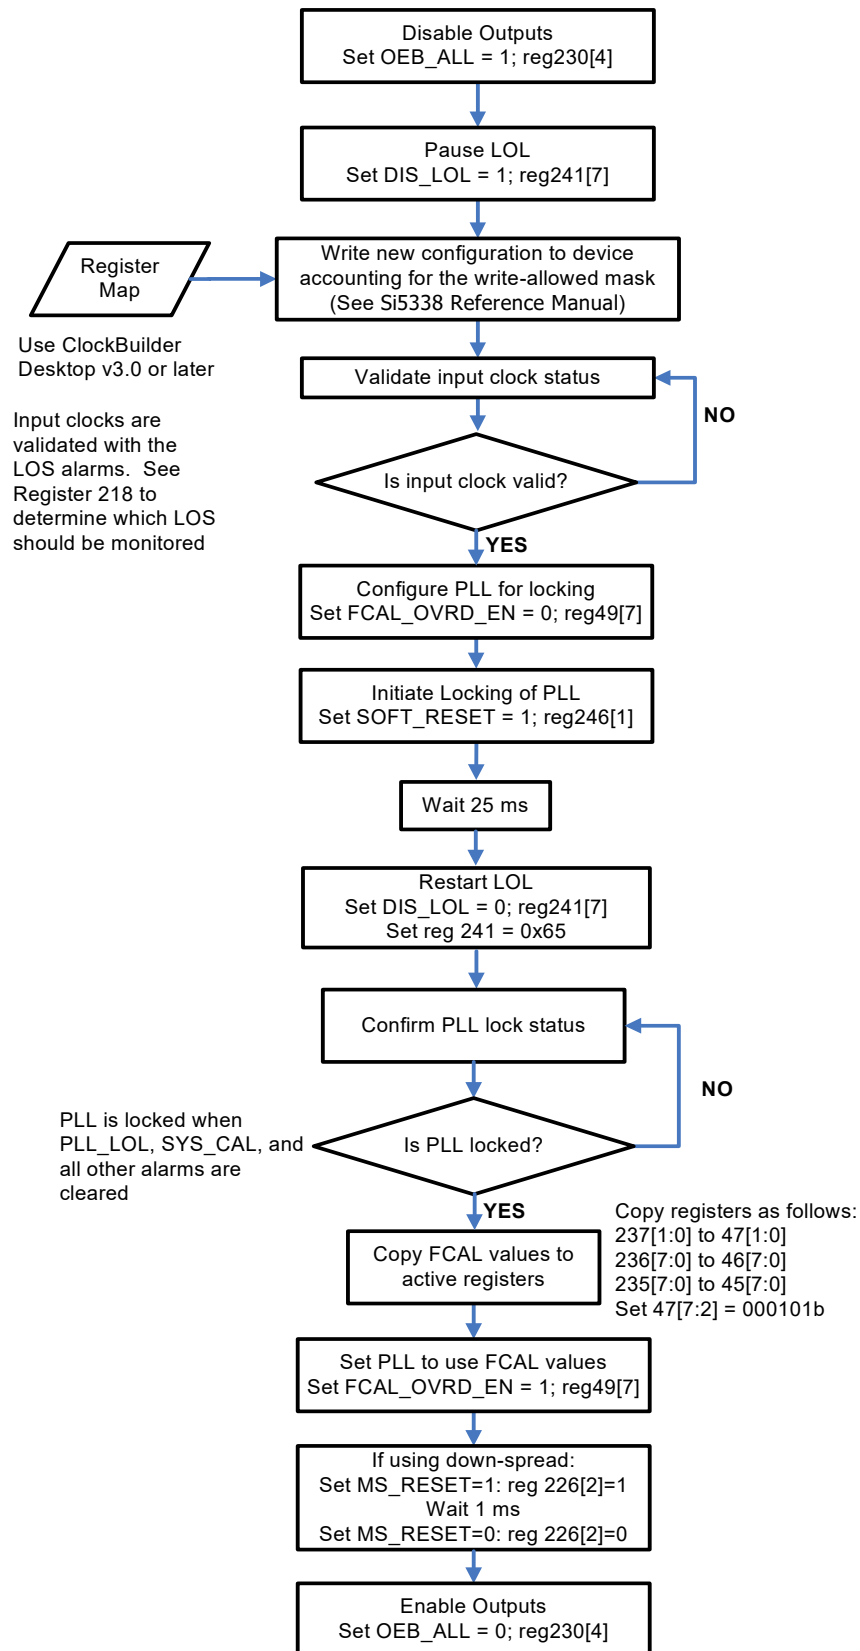 Disable Outputs
Set OEB_ALL = 1; reg230[4]
Pause LOL
Set DIS_LOL = 1; reg241[7]
Register
Map
Write new configuration to device
accounting for the write-allowed mask
(See Si5338 Reference Manual)
Use ClockBuilder
Desktop v3.0 or later
Validate input clock status
NO
Input clocks are
validated with the
LOS alarms.  See
Register 218 to
determine which LOS
should be monitored
Is input clock valid?
YES
Configure PLL for locking
Set FCAL_OVRD_EN = 0; reg49[7]
Initiate Locking of PLL
Set SOFT_RESET = 1; reg246[1]
Wait 25 ms
Restart LOL
Set DIS_LOL = 0; reg241[7]
Set reg 241 = 0x65
Confirm PLL lock status
NO
PLL is locked when
PLL_LOL, SYS_CAL, and
all other alarms are
cleared
Is PLL locked?
YES
Copy FCAL values to
active registers
Copy registers as follows:
237[1:0] to 47[1:0]
236[7:0] to 46[7:0]
235[7:0] to 45[7:0]
Set 47[7:2] = 000101b
Set PLL to use FCAL values
Set FCAL_OVRD_EN = 1; reg49[7]
If using down-spread:
Set MS_RESET=1: reg 226[2]=1
Wait 1 ms
Set MS_RESET=0: reg 226[2]=0
Enable Outputs
Set OEB_ALL = 0; reg230[4]